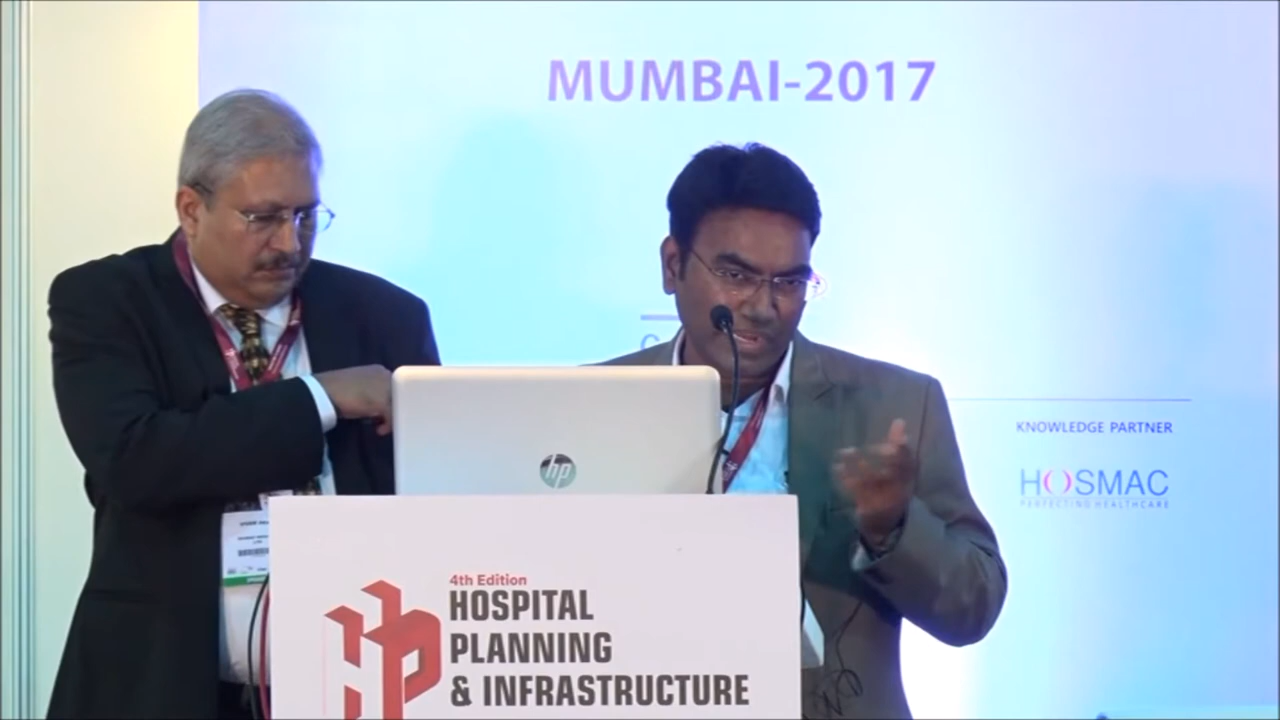 MUMBAI-2017
KNOWLEDGE PARTNER
HOSMAC
PERFECTING HEALTHCARE
hp
4th Edition
HOSPITAL
PLANNING
& INFRASTRUCTURE